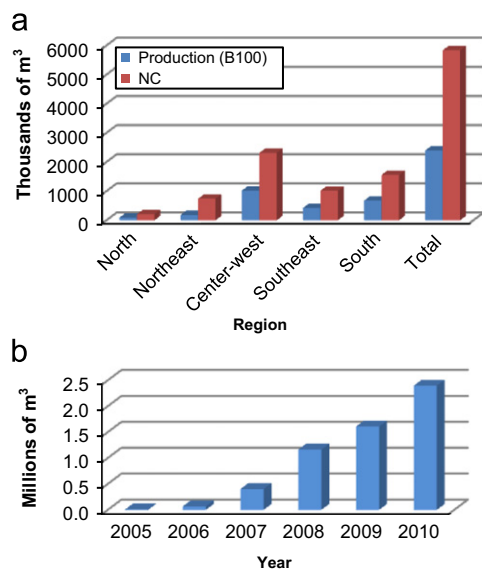 a
Thousands of m³
6000
5000
4000
3000
2000
1000
0
Production (B100)
NC
North
Northeast
Center-west
Southeast
South
Total
Region
b
Millions of m³
2.5
2.0
1.5
1.0
0.5
0.0
2005 2006 2007 2008 2009 2010
Year